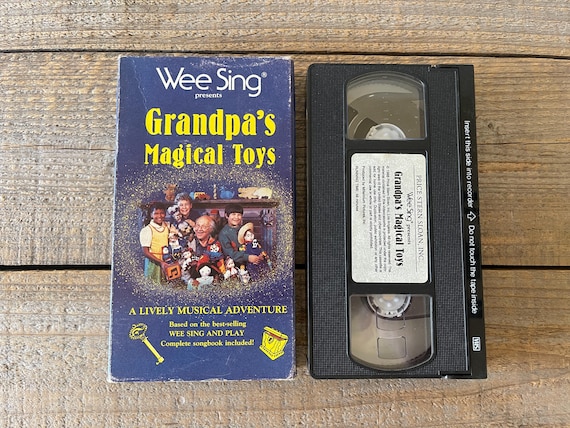 Wee Sing®
presents
Grandpa's
Magical Toys
A LIVELY MUSICAL ADVENTURE
Based on the best-selling
WEE SING AND PLAY
Complete songbook included!
PRICE STERN SLOAN, INC.
Wee Sing
presents
Grandpa's Magical Toys
Insert this side into recorder
Do not touch the tape inside
VHS